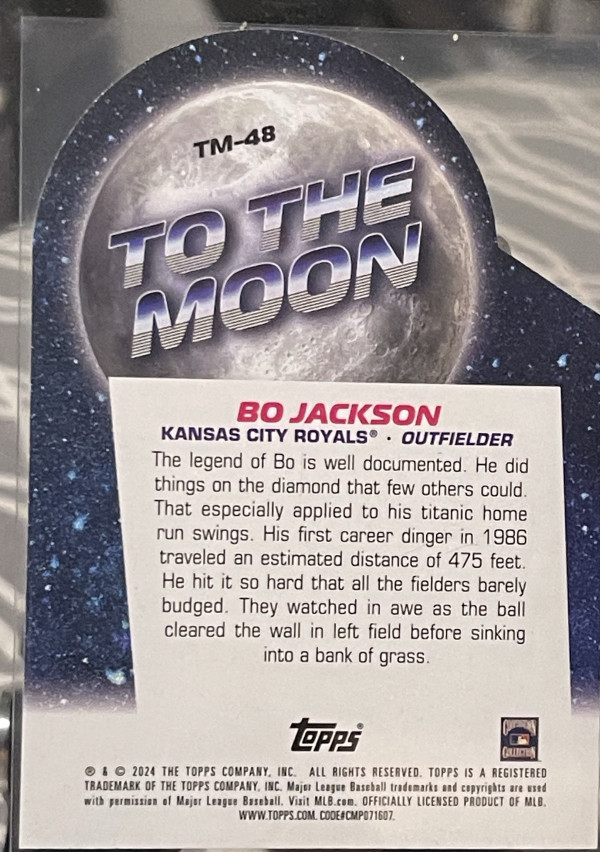 TM-48
TO THE
MOON
BO JACKSON
KANSAS CITY ROYALS® · OUTFIELDER
The legend of Bo is well documented. He did
things on the diamond that few others could.
That especially applied to his titanic home
run swings. His first career dinger in 1986
traveled an estimated distance of 475 feet.
He hit it so hard that all the fielders barely
budged. They watched in awe as the ball
cleared the wall in left field before sinking
into a bank of grass.
topps®
COOPERSTOWN
COLLECTION
® & © 2024 THE TOPPS COMPANY, INC. ALL RIGHTS RESERVED. TOPPS IS A REGISTERED
TRADEMARK OF THE TOPPS COMPANY, INC. Major League Baseball trademarks and copyrights are used
with permission of Major League Baseball. Visit MLB.com. OFFICIALLY LICENSED PRODUCT OF MLB.
WWW.TOPPS.COM. CODE#CMP071607.